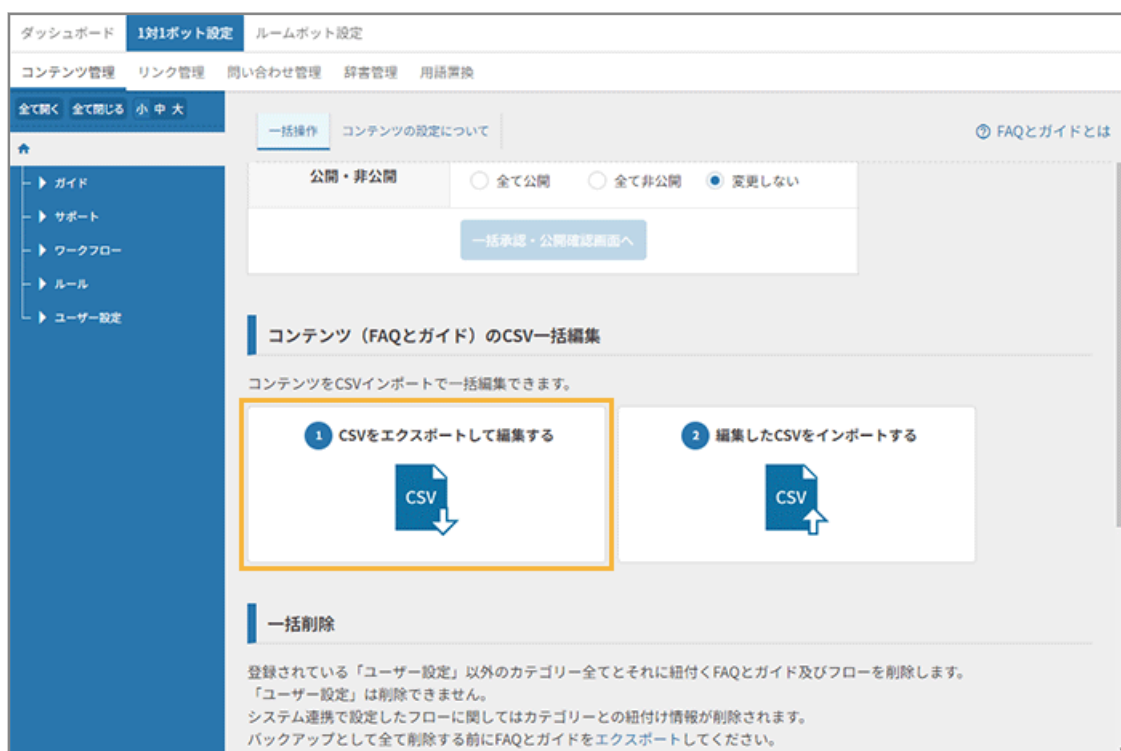 ダッシュボード 1対1ボット設定 ルームボット設定
コンテンツ管理 リンク管理 問い合わせ管理 辞書管理 用語置換
全て開く 全て閉じる 小 中 大
一括操作 コンテンツの設定について
FAQとガイドとは
ガイド
サポート
ワークフロー
ルール
ユーザー設定
公開・非公開 全て公開 全て非公開 変更しない
一括承認・公開確認画面へ
コンテンツ（FAQとガイド）のCSV一括編集
コンテンツをCSVインポートで一括編集できます。
1 CSVをエクスポートして編集する
CSV
2 編集したCSVをインポートする
CSV
一括削除
登録されている「ユーザー設定」以外のカテゴリー全てとそれに紐付くFAQとガイド及びフローを削除します。
「ユーザー設定」は削除できません。
システム連携で設定したフローに関してはカテゴリーとの紐付け情報が削除されます。
バックアップとして全て削除する前にFAQとガイドをエクスポートしてください。